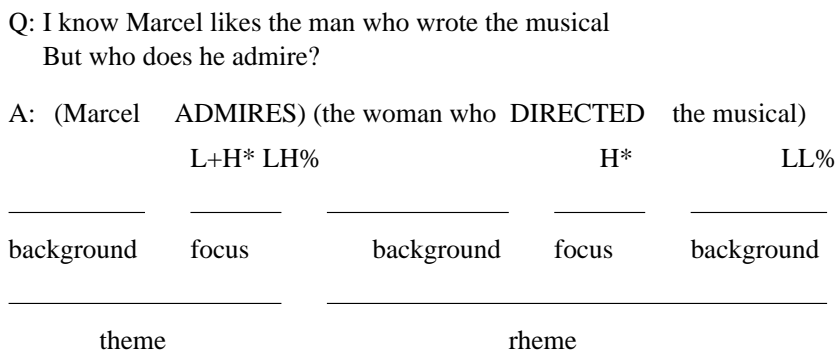 Q: I know Marcel likes the man who wrote the musical
But who does he admire?
A: (Marcel ADMIRES) (the woman who DIRECTED the musical)
L+H* LH% H* LL%
background focus background focus background
theme rheme